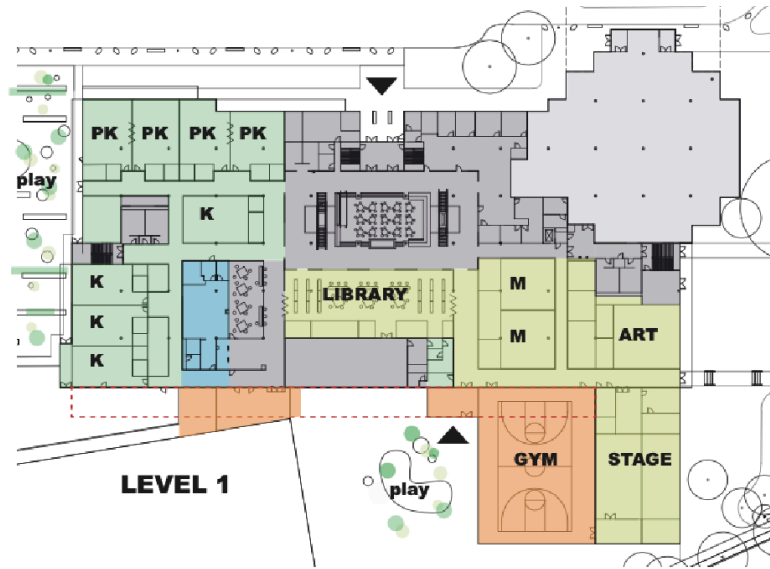 PK PK PK PK
play
K
K
LIBRARY
M
K
M
ART
K
GYM
STAGE
LEVEL 1
play